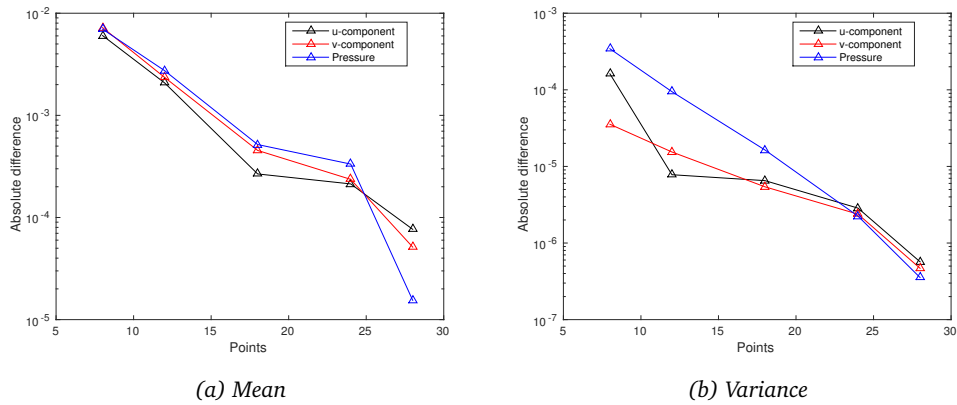 10^-2
10^-3
10^-4
10^-5
Absolute difference
5
10
15
20
25
30
Points
u-component
v-component
Pressure
(a) Mean
10^-3
10^-4
10^-5
10^-6
10^-7
Absolute difference
5
10
15
20
25
30
Points
u-component
v-component
Pressure
(b) Variance